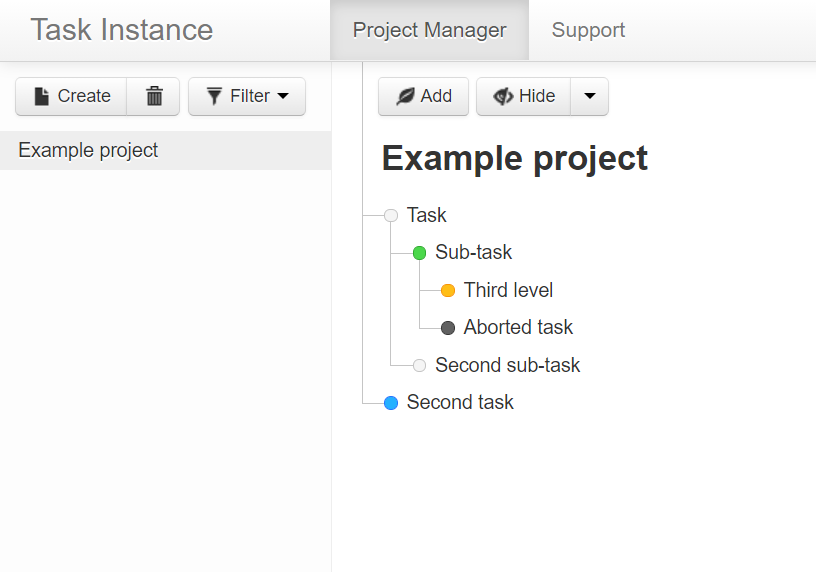 Task Instance
Project Manager
Support
Create
Filter
Add
Hide
Example project
Example project
Task
Sub-task
Third level
Aborted task
Second sub-task
Second task